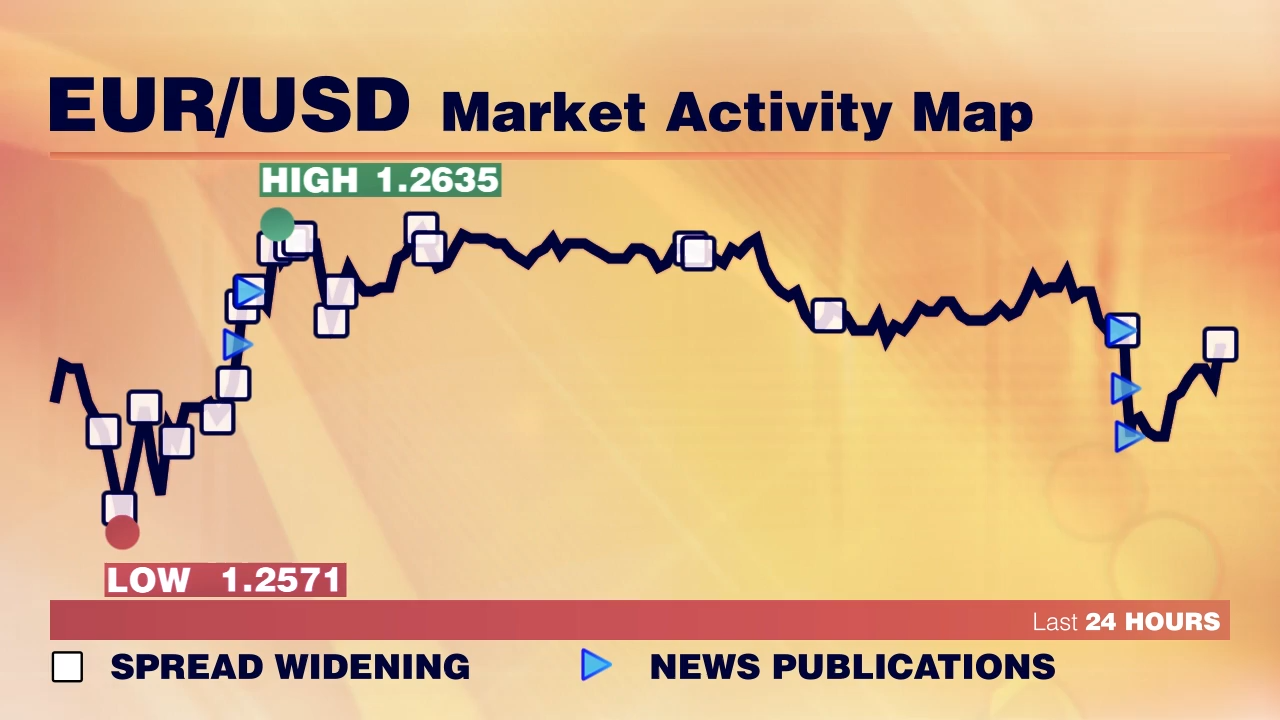 EUR/USD Market Activity Map
HIGH 1.2635
LOW 1.2571
Last 24 HOURS
SPREAD WIDENING NEWS PUBLICATIONS